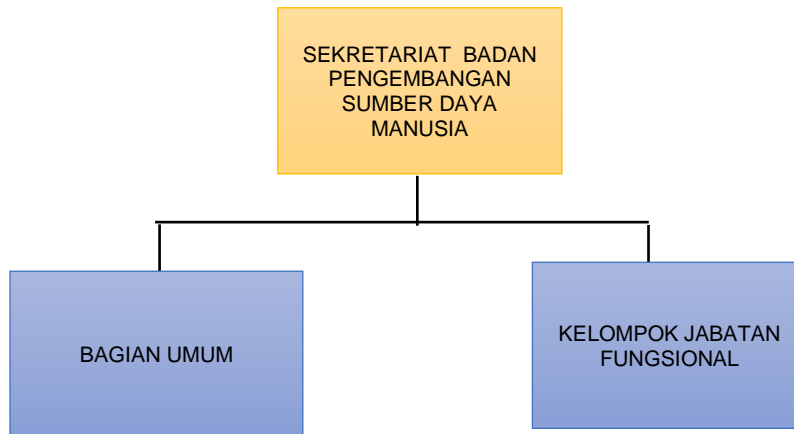 SEKRETARIAT BADAN
PENGEMBANGAN
SUMBER DAYA
MANUSIA
BAGIAN UMUM
KELOMPOK JABATAN
FUNGSIONAL